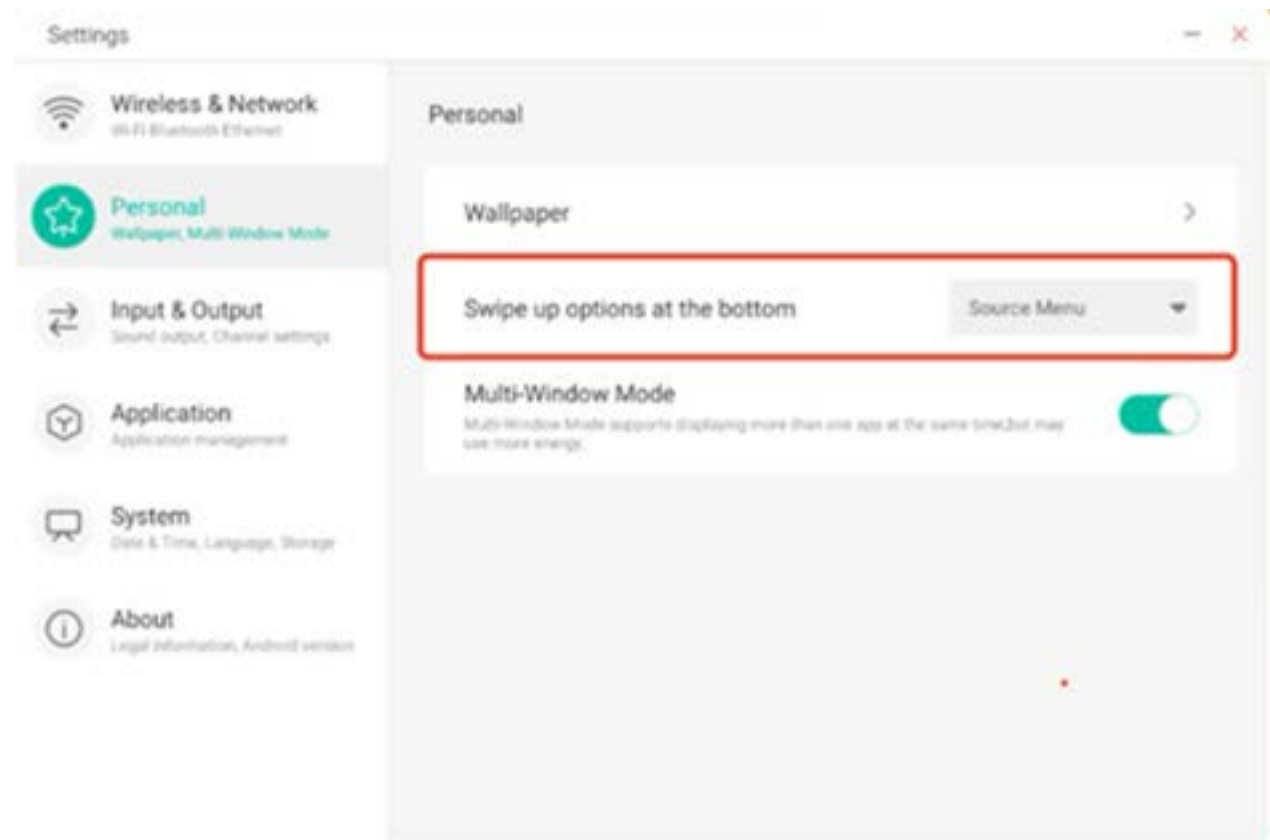 Settings
Wireless & Network
Wi-Fi Bluetooth Ethernet
Personal
Wallpaper, Multi-Window Mode
Input & Output
Sound output, Channel settings
Application
Application management
System
Date & Time, Language, Storage
About
Legal information, Android version
Personal
Wallpaper
Swipe up options at the bottom
Source Menu
Multi-Window Mode
Multi-Window Mode supports displaying more than one app at the same time,but may
use more energy.